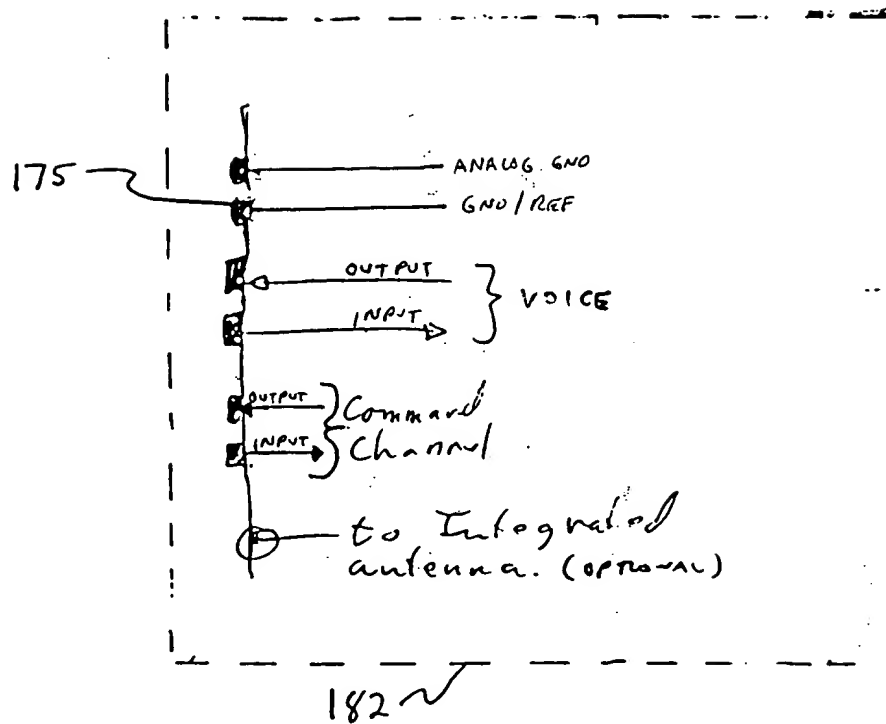 175
ANALOG GND
GND/REF
OUTPUT
INPUT
VOICE
OUTPUT
INPUT
Command
Channel
to Integrated
antenna. (OPTIONAL)
182